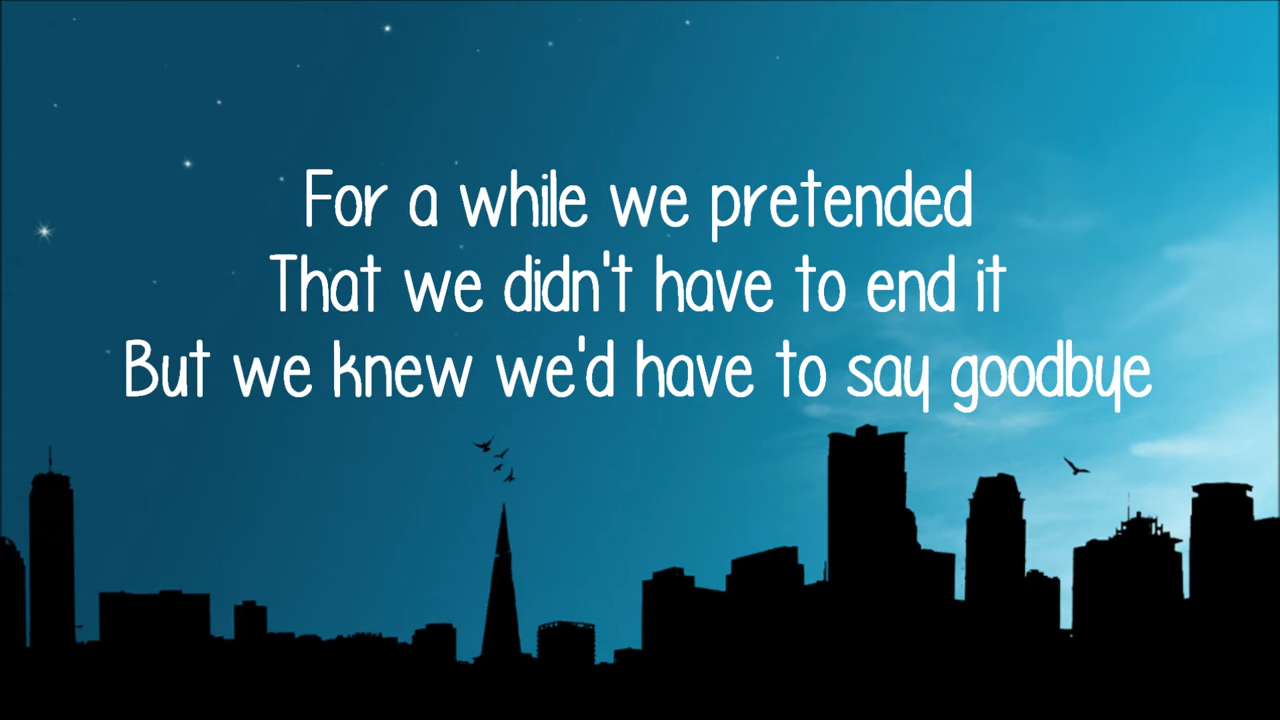 For a while we pretended
That we didn't have to end it
But we knew we'd have to say goodbye